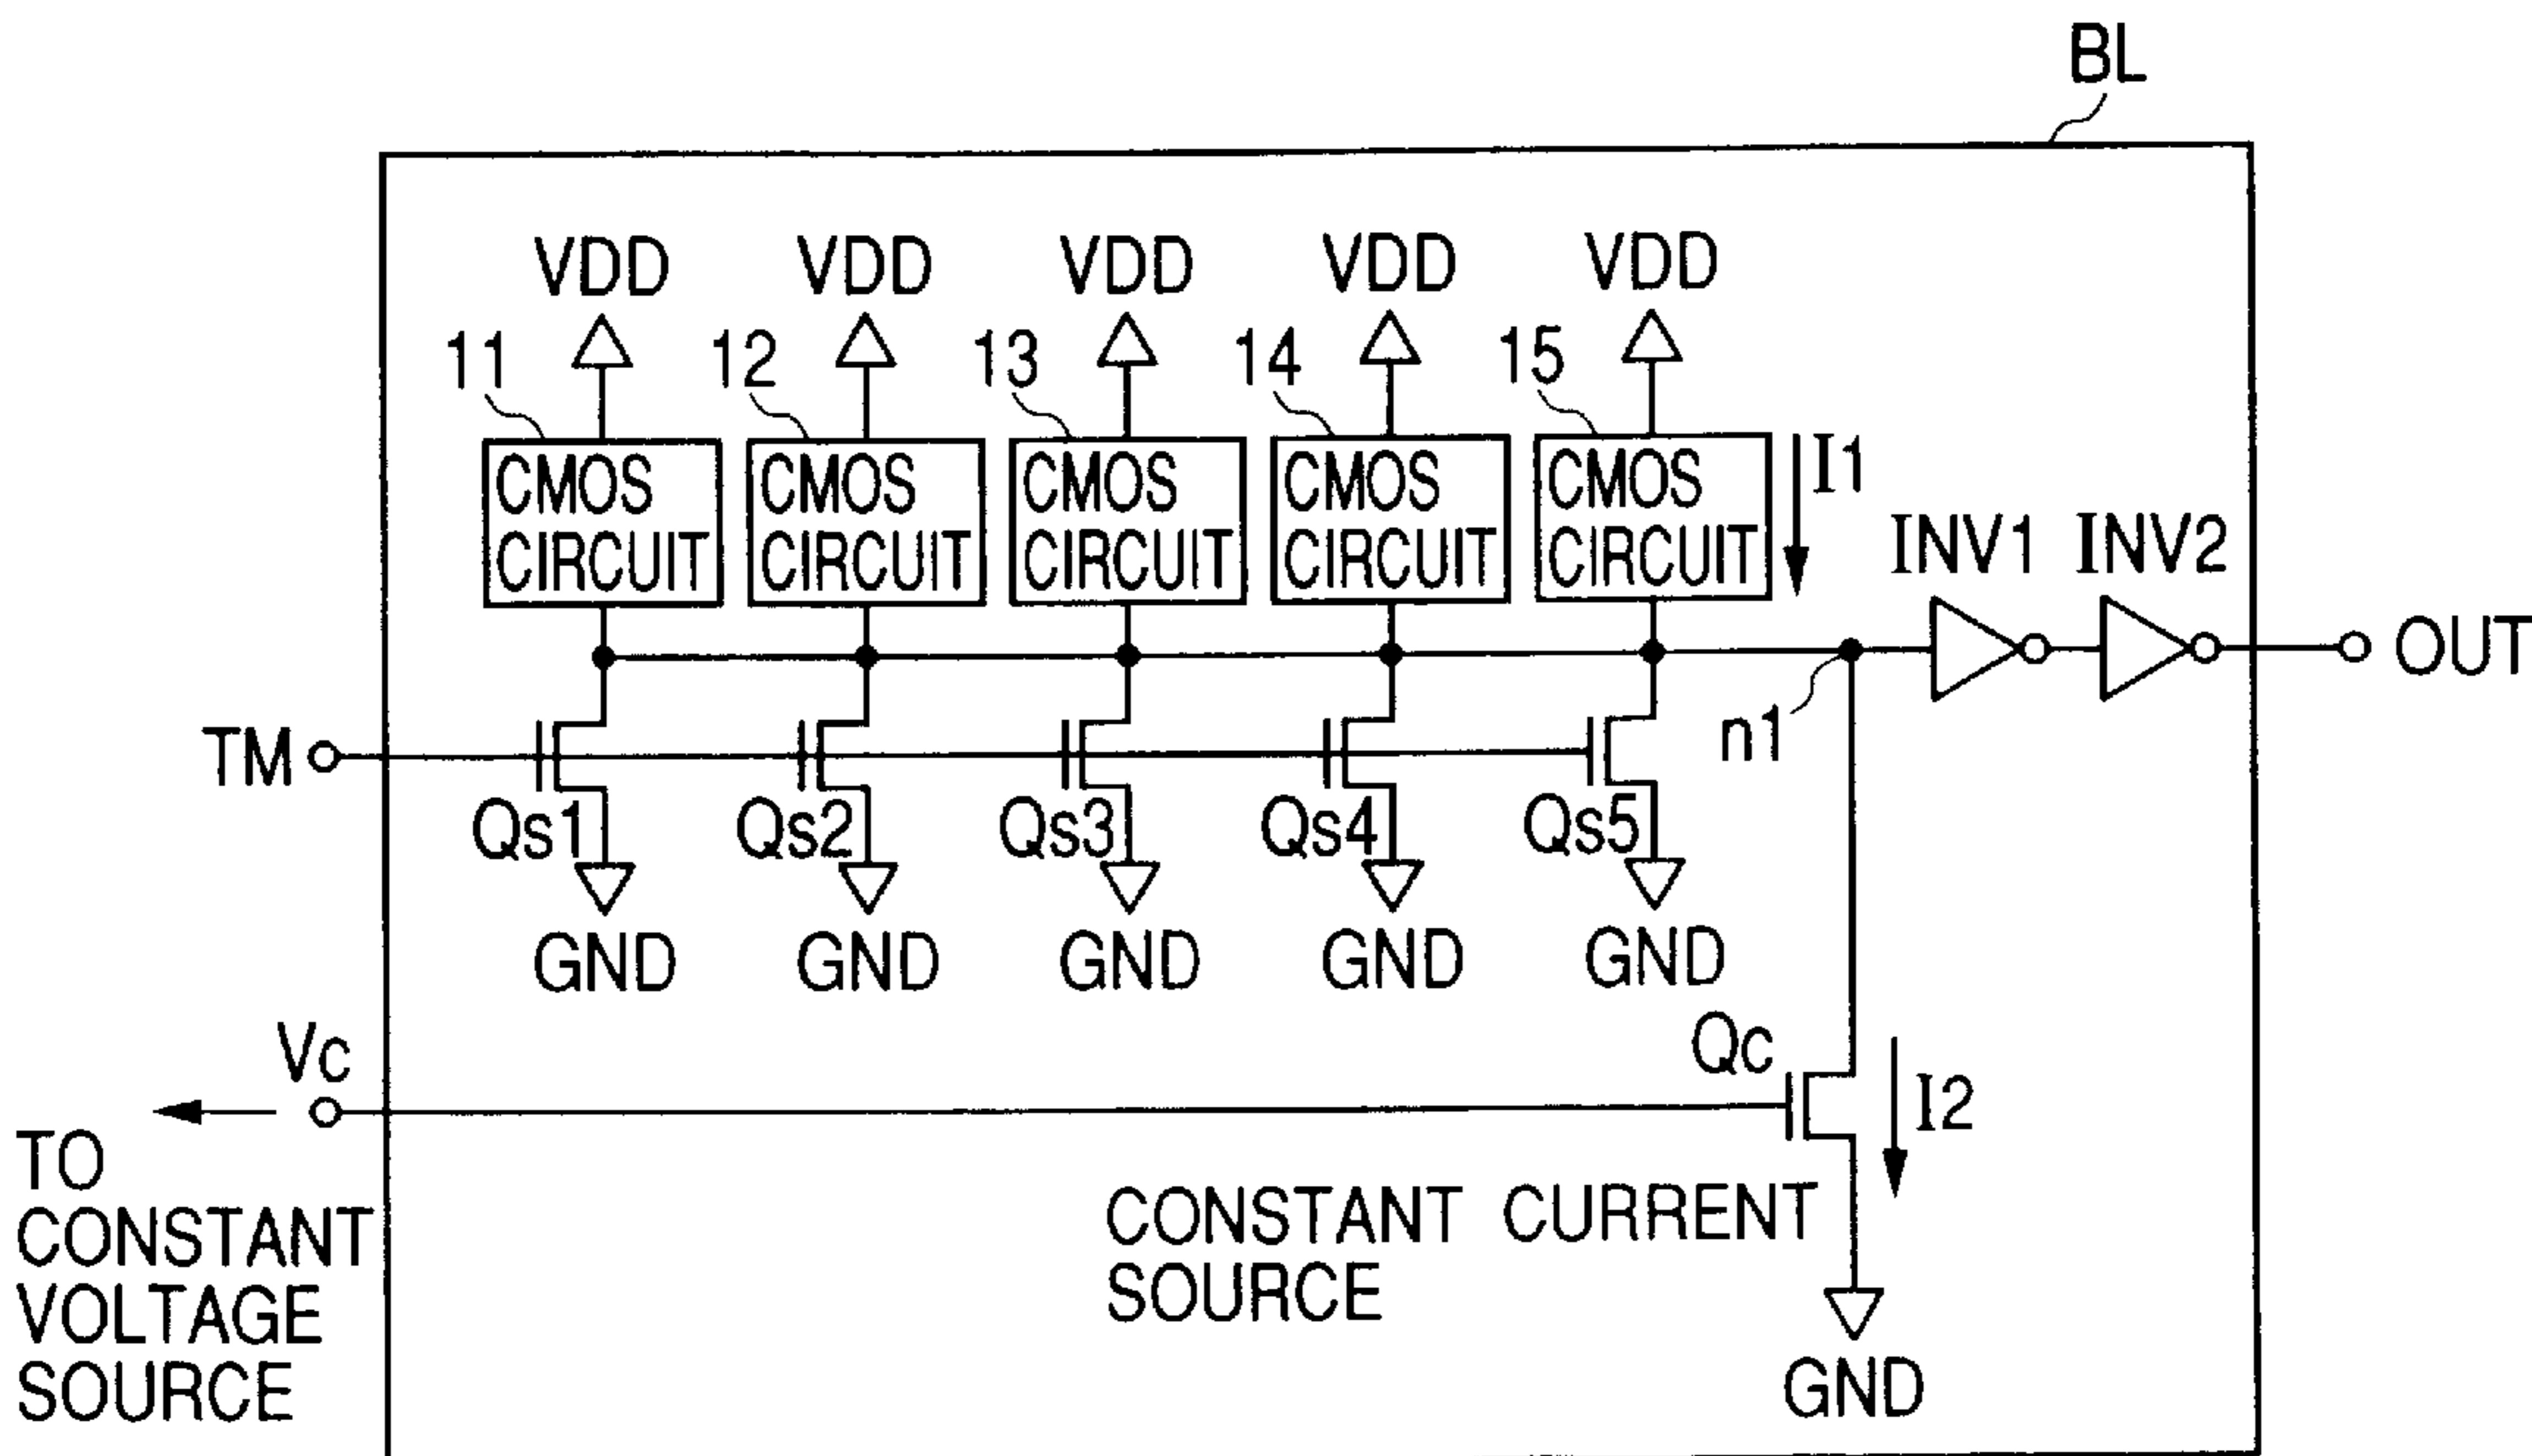 BL
VDD VDD VDD VDD VDD
11 12 13 14 15
CMOS CIRCUIT
CMOS CIRCUIT
CMOS CIRCUIT
CMOS CIRCUIT
CMOS CIRCUIT
I1
INV1 INV2
OUT
n1
TM
Qs1 Qs2 Qs3 Qs4 Qs5
GND GND GND GND GND
Vc
Qc
I2
TO
CONSTANT
VOLTAGE
SOURCE
CONSTANT CURRENT
SOURCE
GND